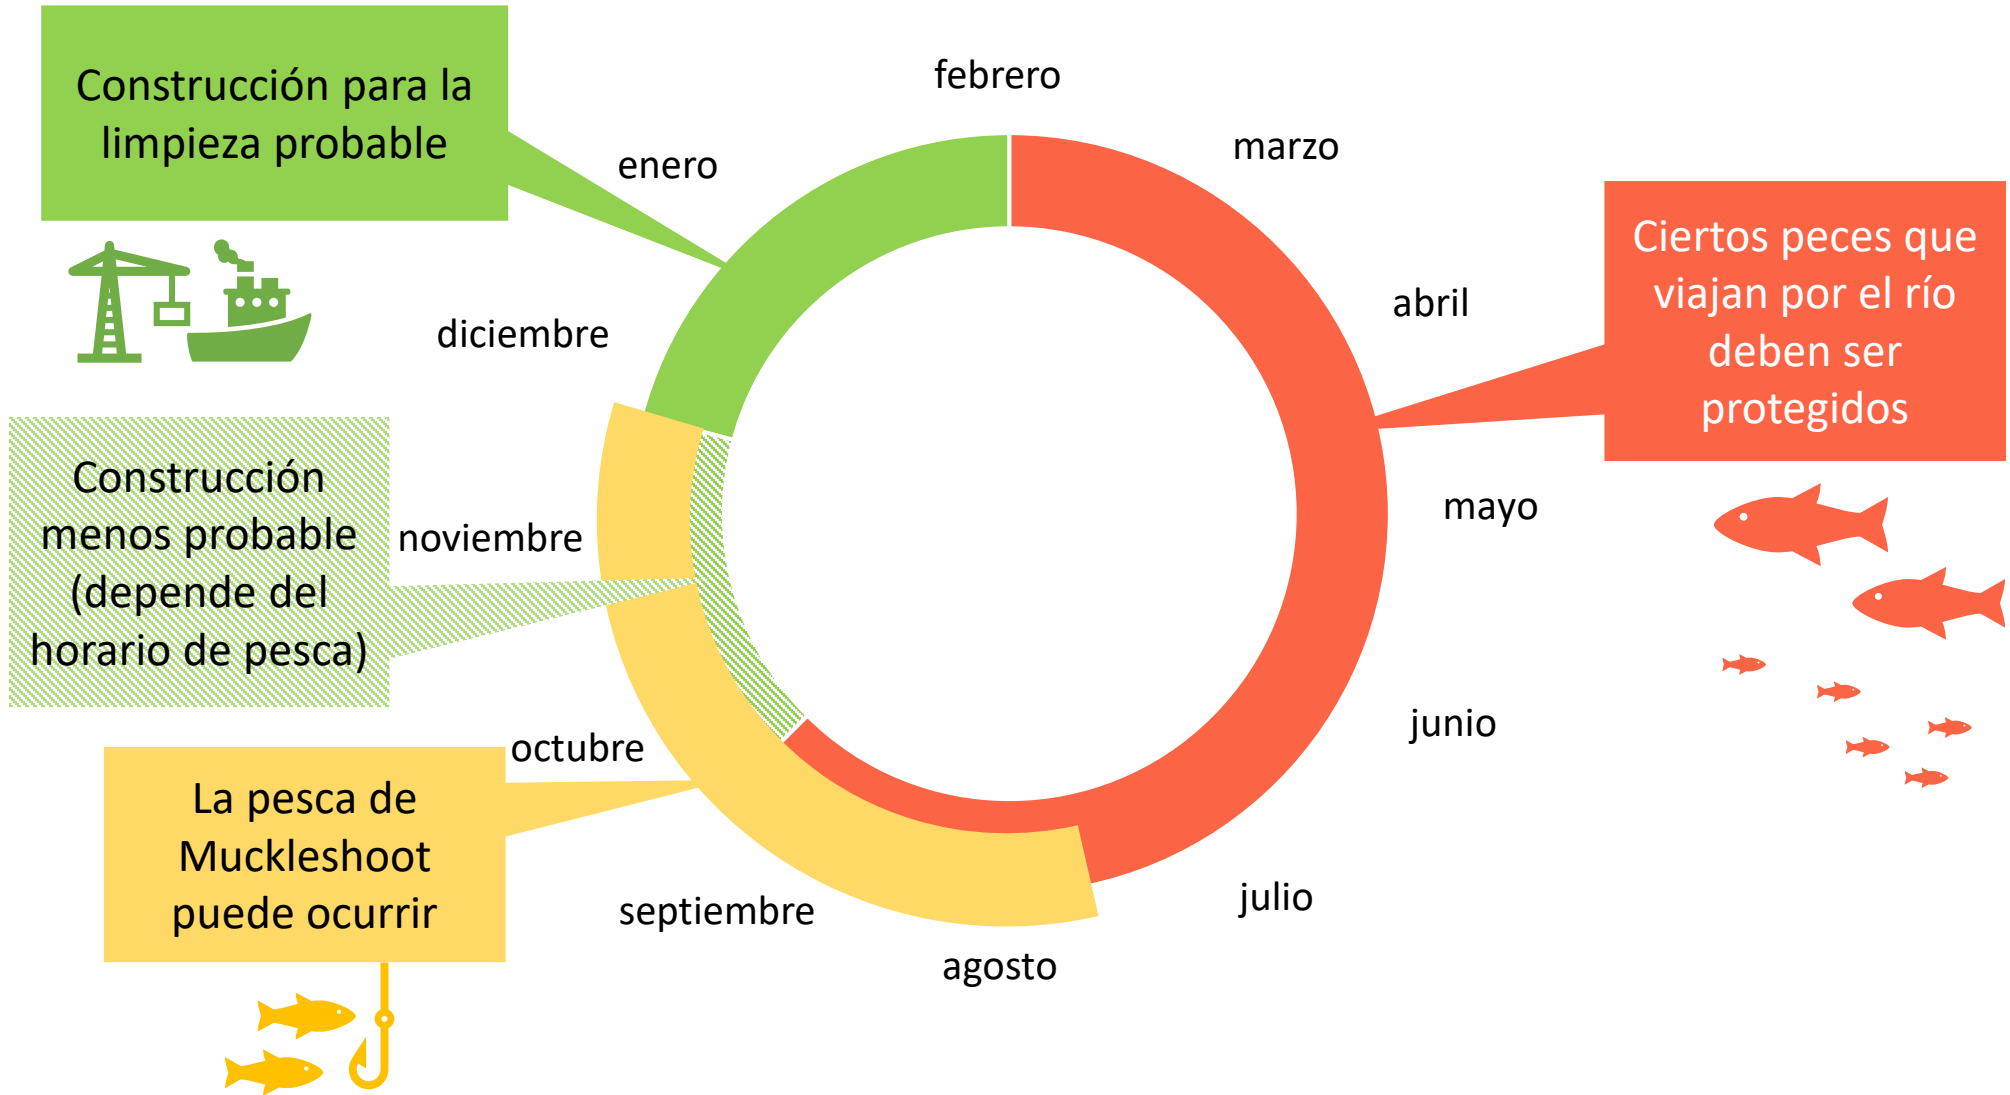 Construcción para la
limpieza probable
febrero
marzo
enero
abril
diciembre
Ciertos peces que
viajan por el río
deben ser
protegidos
Construcción
menos probable
(depende del
horario de pesca)
noviembre
mayo
junio
octubre
La pesca de
Muckleshoot
puede ocurrir
septiembre
julio
agosto